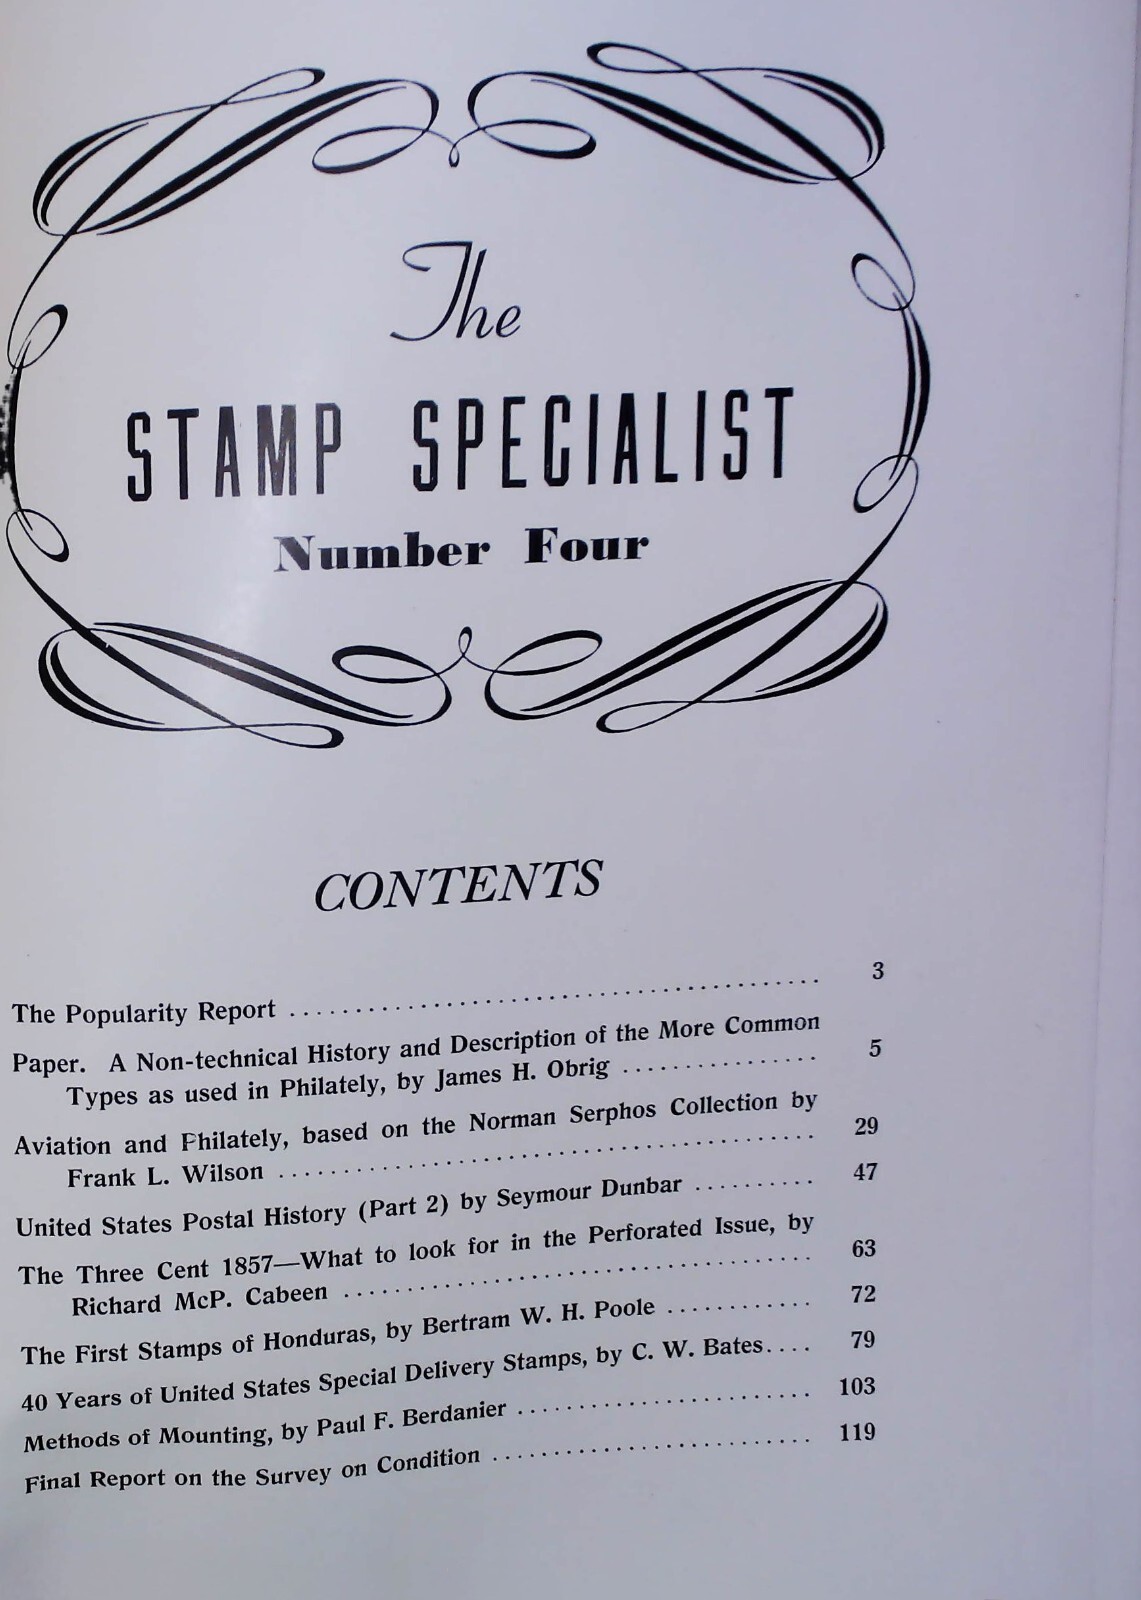 The
STAMP SPECIALIST
Number Four
CONTENTS
The Popularity Report ........................................ 3
Paper. A Non-technical History and Description of the More Common
Types as used in Philately, by James H. Obrig ............... 5
Aviation and Philately, based on the Norman Serphos Collection by
Frank L. Wilson ......................................... 29
United States Postal History (Part 2) by Seymour Dunbar .......... 47
The Three Cent 1857—What to look for in the Perforated Issue, by
Richard McP. Cabeen .................................... 63
The First Stamps of Honduras, by Bertram W. H. Poole ............ 72
40 Years of United States Special Delivery Stamps, by C. W. Bates.... 79
Methods of Mounting, by Paul F. Berdanier ....................... 103
Final Report on the Survey on Condition ......................... 119